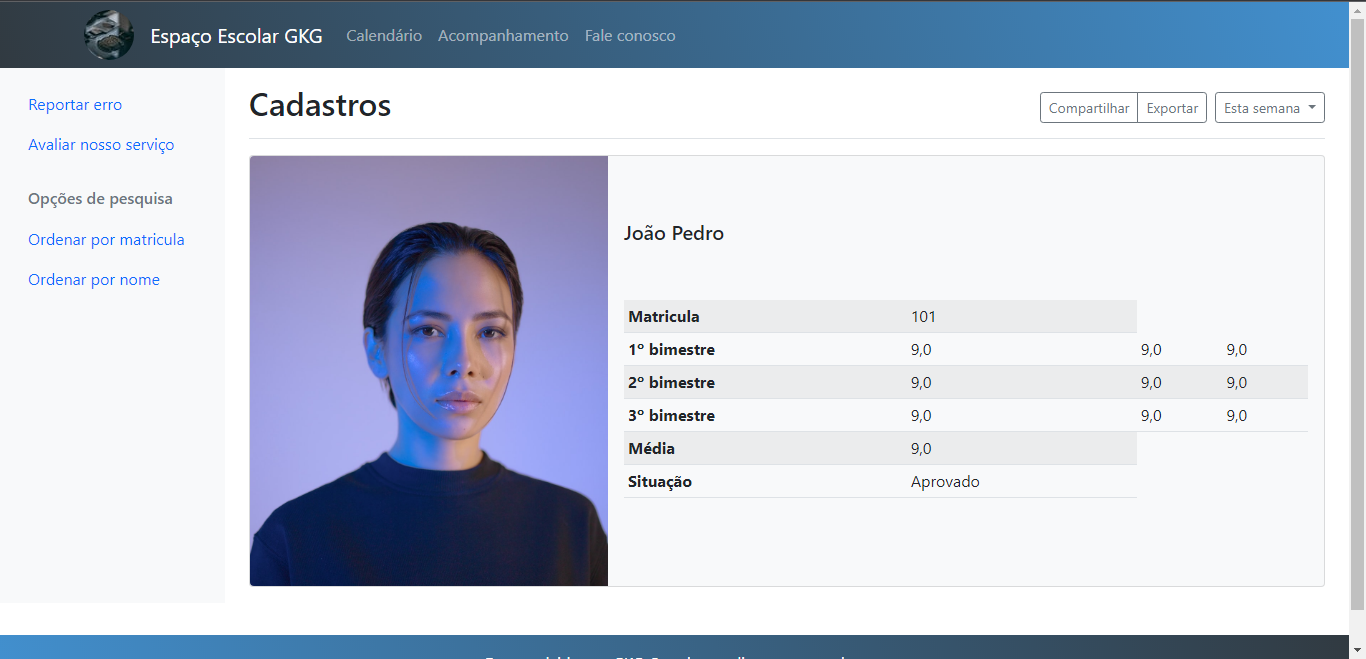 Espaço Escolar GKG Calendário Acompanhamento Fale conosco
Reportar erro
Avaliar nosso serviço
Opções de pesquisa
Ordenar por matricula
Ordenar por nome
Cadastros
Compartilhar Exportar Esta semana
João Pedro
Matricula 101
1º bimestre 9,0 9,0 9,0
2º bimestre 9,0 9,0 9,0
3º bimestre 9,0 9,0 9,0
Média 9,0
Situação Aprovado